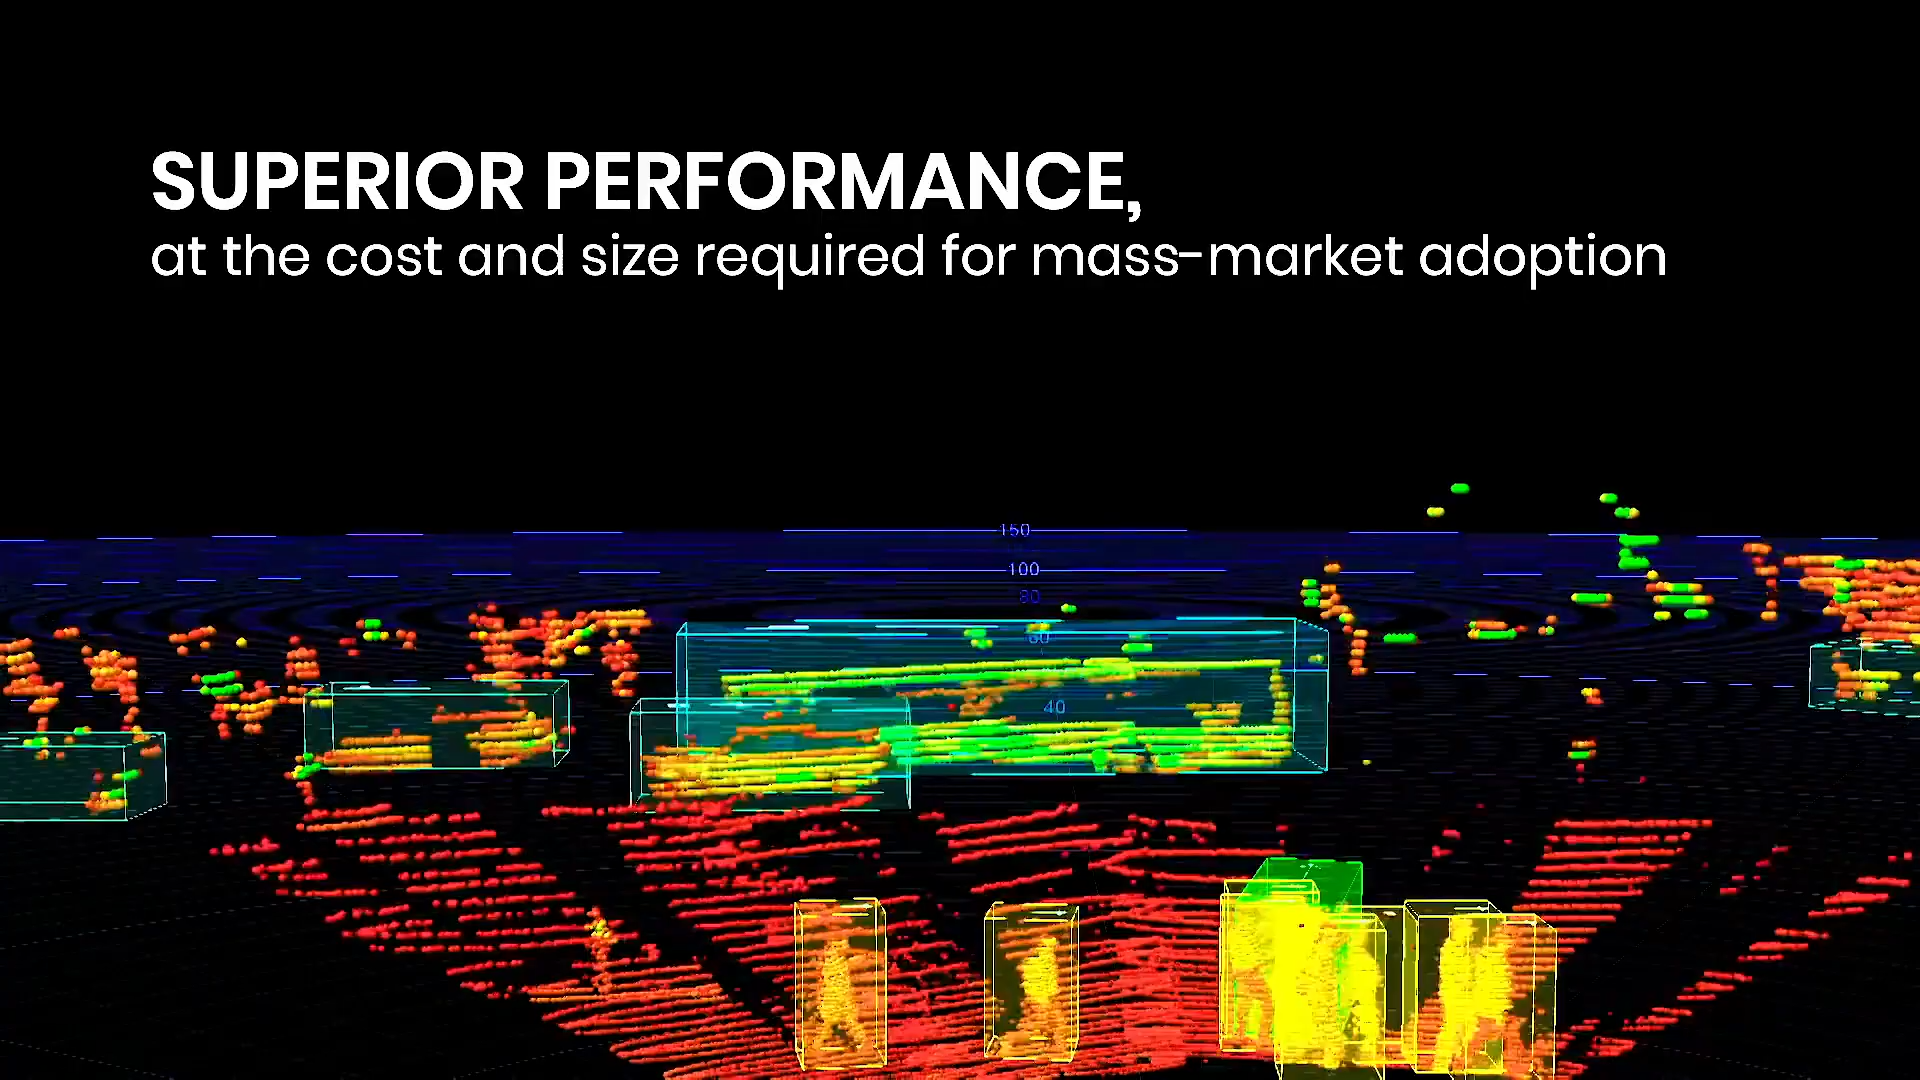 SUPERIOR PERFORMANCE,
at the cost and size required for mass-market adoption
150
100
80
60
40